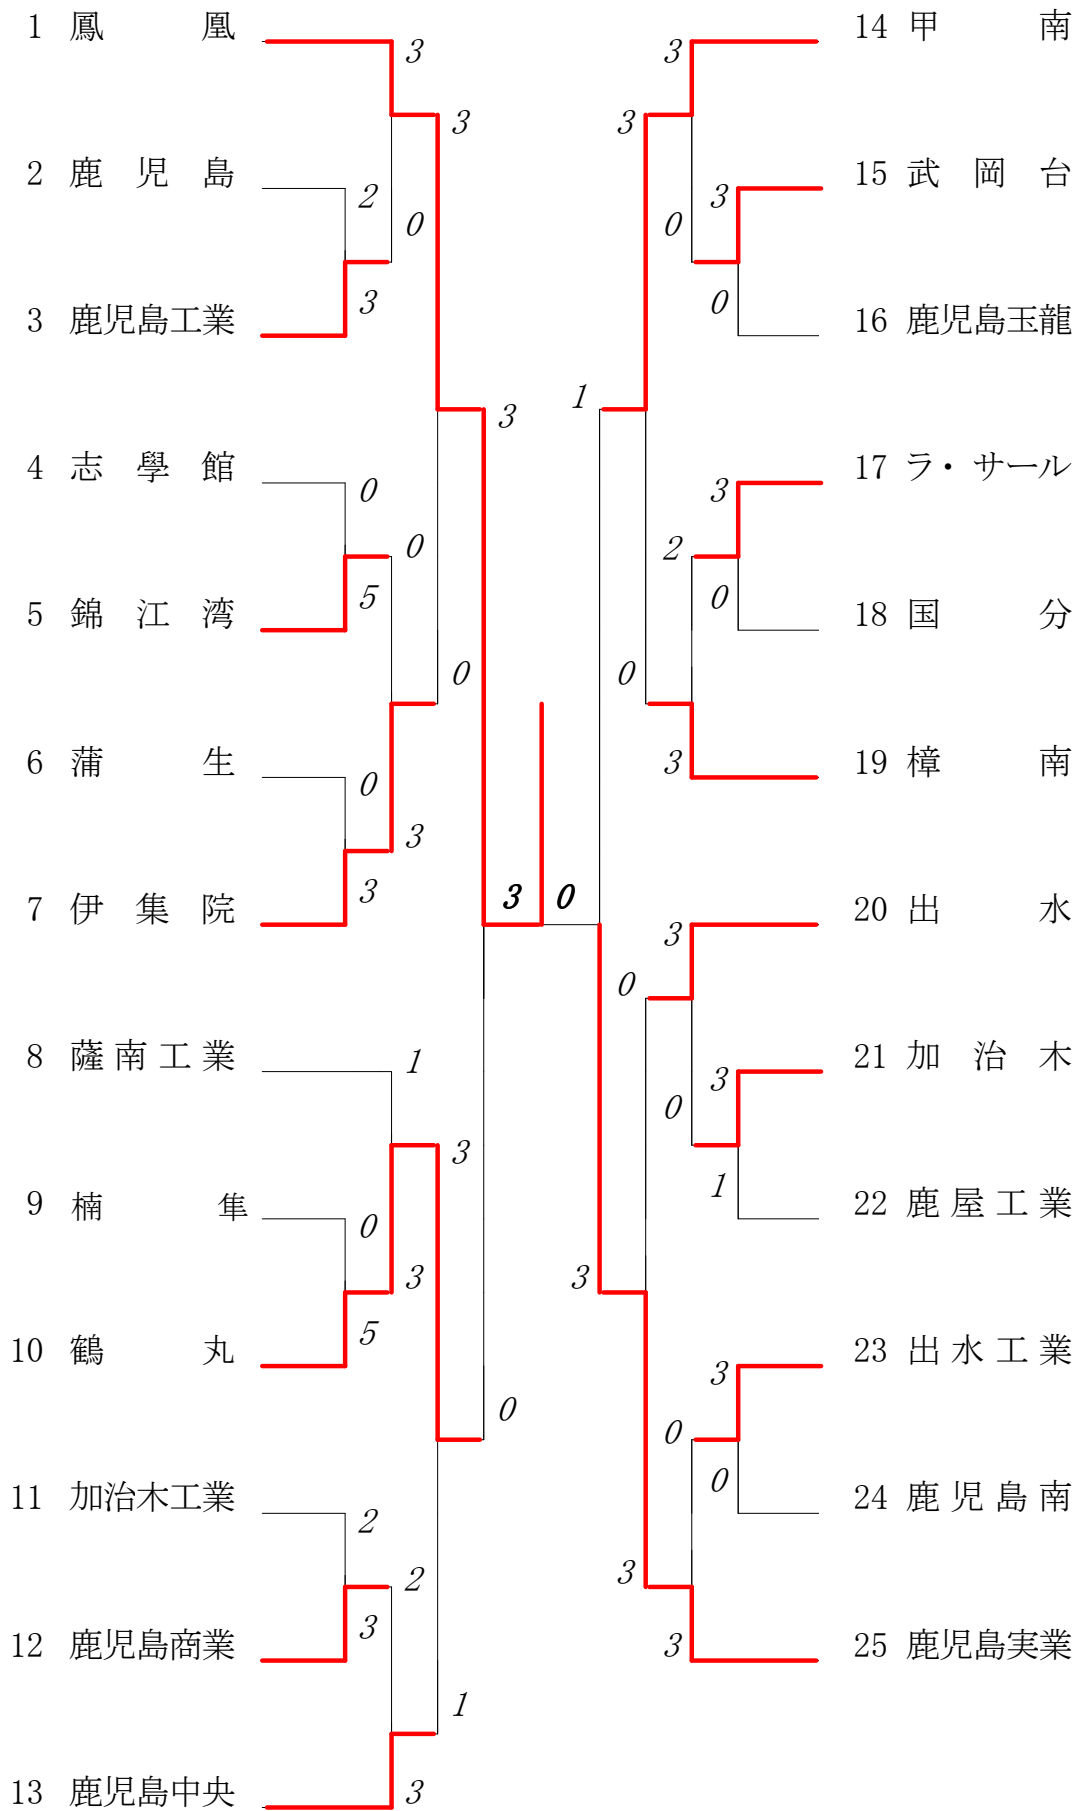 1 鳳凰
3
3
2 鹿児島
2
0
3 鹿児島工業
3
3
4 志學館
0
0
5 錦江湾
5
0
6 蒲生
0
3
7 伊集院
3
3 0
8 薩南工業
1
3
9 楠隼
0
3
10 鶴丸
5
0
11 加治木工業
2
2
12 鹿児島商業
3
1
13 鹿児島中央
3
14 甲南
3
3
15 武岡台
3
0
16 鹿児島玉龍
0
1
17 ラ・サール
3
2
18 国分
0
0
19 樟南
3
20 出水
3
0
21 加治木
3
0
22 鹿屋工業
1
3
23 出水工業
3
0
24 鹿児島南
0
3
25 鹿児島実業
3